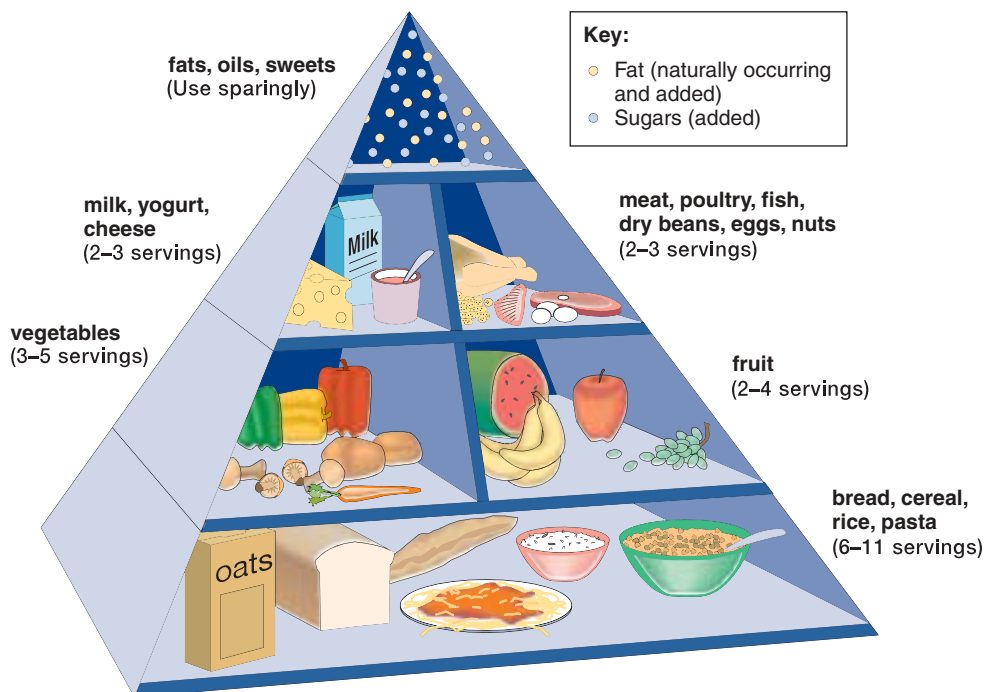 fats, oils, sweets
(Use sparingly)
Key:
Fat (naturally occurring
and added)
Sugars (added)
milk, yogurt,
cheese
(2–3 servings)
Milk
meat, poultry, fish,
dry beans, eggs, nuts
(2–3 servings)
vegetables
(3–5 servings)
fruit
(2–4 servings)
bread, cereal,
rice, pasta
(6–11 servings)
oats